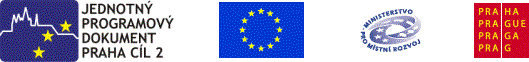 JEDNOTNÝ
PROGRAMOVÝ
DOKUMENT
PRAHA CÍL 2
MINISTERSTVO
PRO MÍSTNÍ ROZVOJ
PRA HA
PRA GUE
PRA GA
PRA G